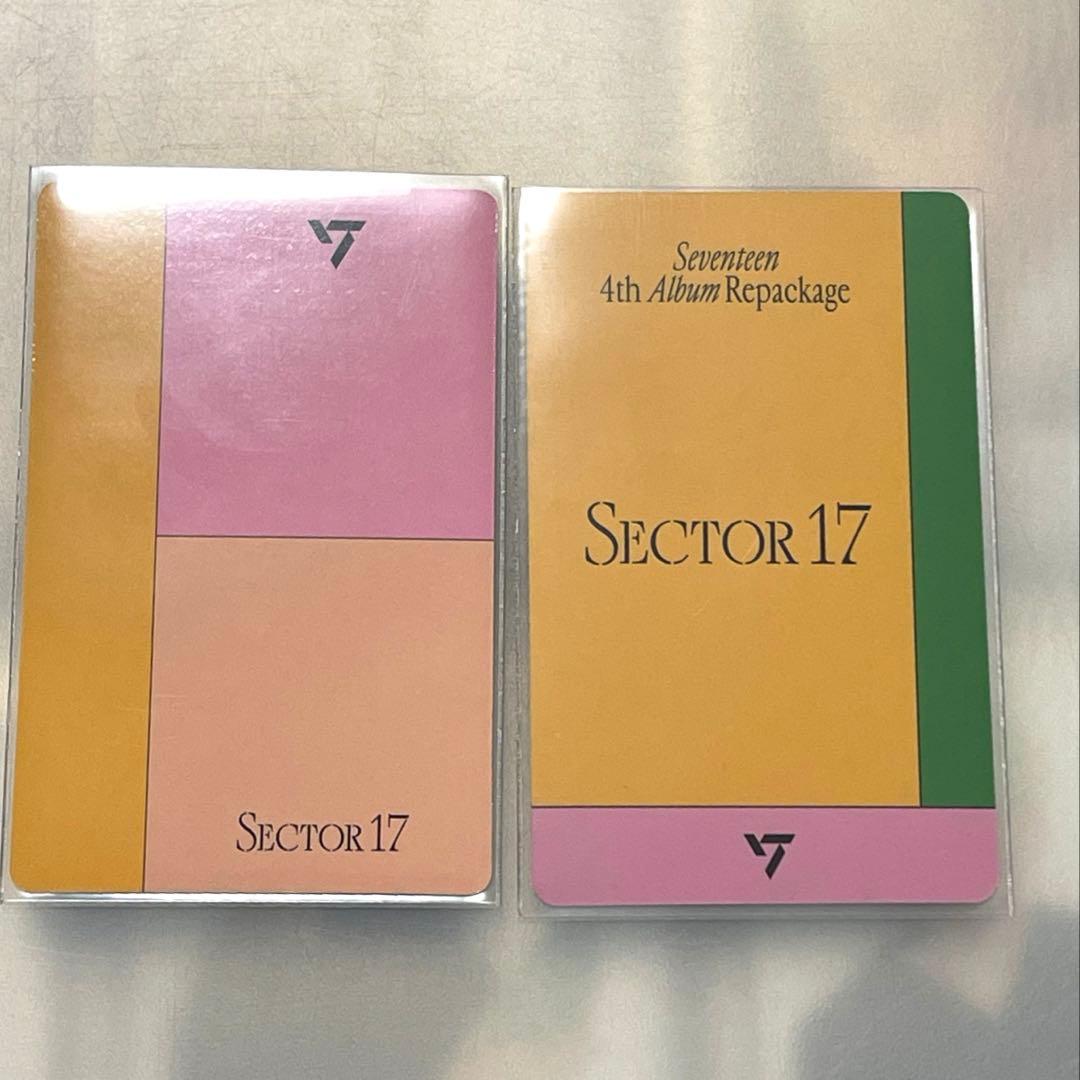 SECTOR 17
Seventeen
4th Album Repackage
SECTOR 17